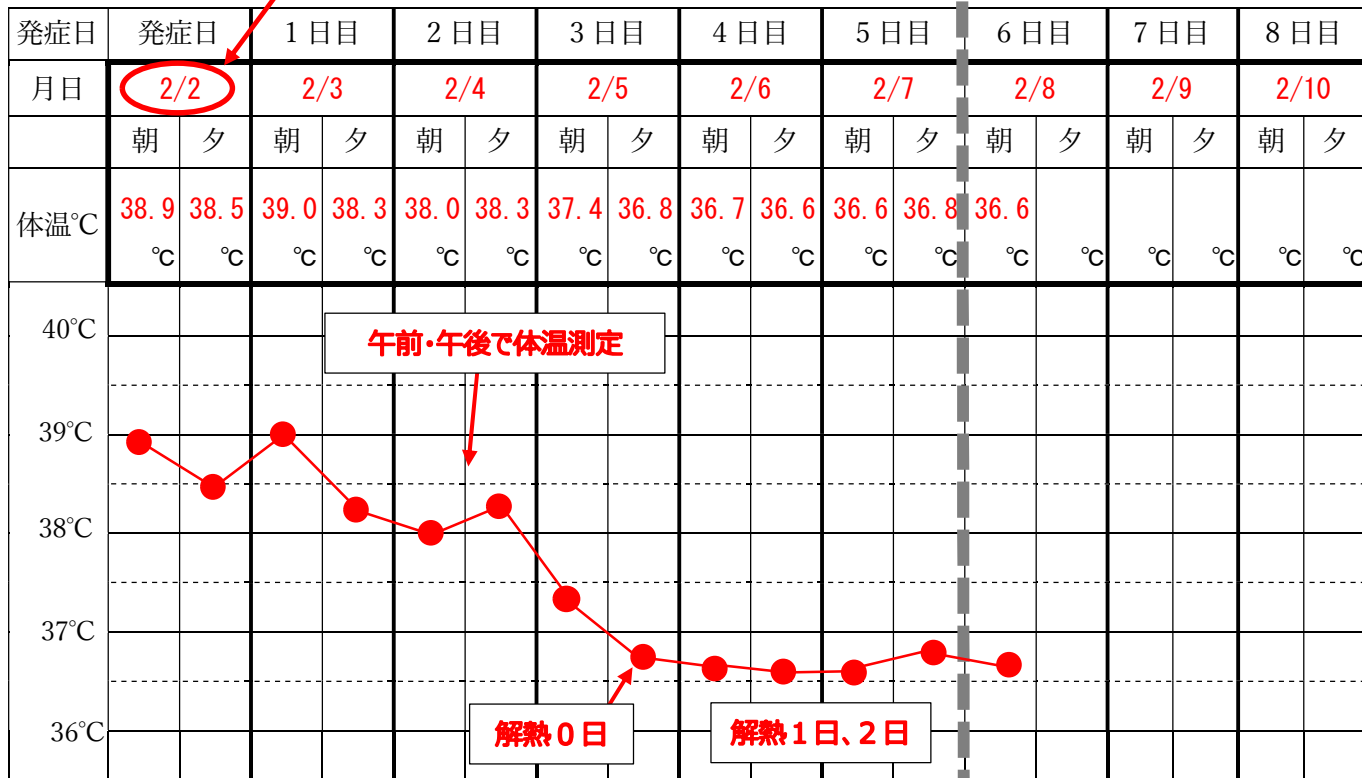 発症日 発症日 1日目 2日目 3日目 4日目 5日目 6日目 7日目 8日目
月日 2/2 2/3 2/4 2/5 2/6 2/7 2/8 2/9 2/10
朝 夕 朝 夕 朝 夕 朝 夕 朝 夕 朝 夕 朝 夕 朝 夕 朝 夕
体温℃ 38.9 38.5 39.0 38.3 38.0 38.3 37.4 36.8 36.7 36.6 36.6 36.8 36.6
℃ ℃ ℃ ℃ ℃ ℃ ℃ ℃ ℃ ℃ ℃ ℃ ℃ ℃ ℃ ℃ ℃ ℃
40℃
午前・午後で体温測定
39℃
38℃
37℃
36℃
解熱0日 解熱1日、2日